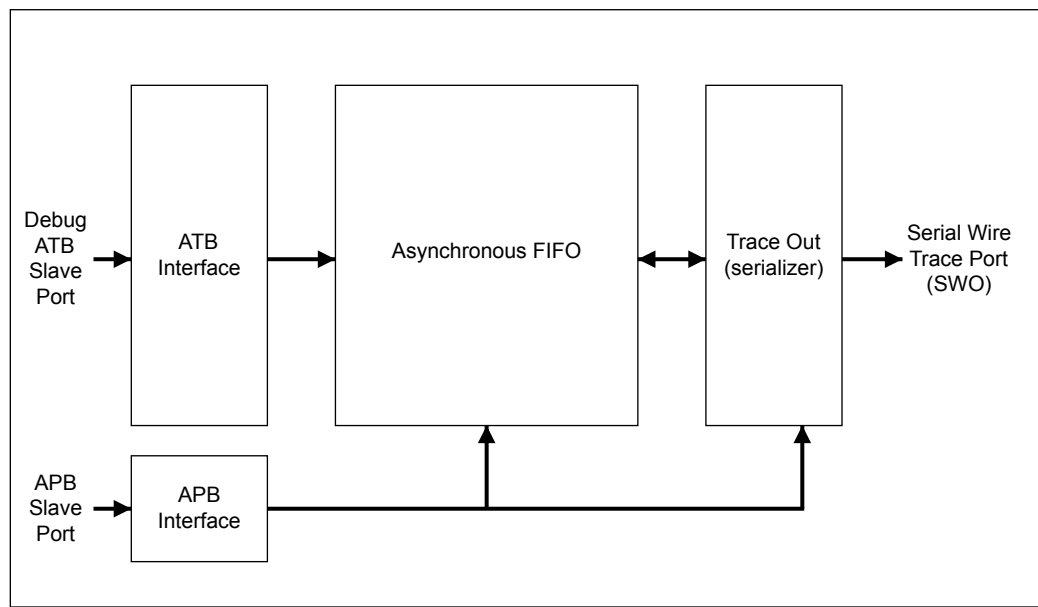 Debug
ATB
Slave
Port
ATB
Interface
Asynchronous FIFO
Trace Out
(serializer)
Serial Wire
Trace Port
(SWO)
APB
Slave
Port
APB
Interface